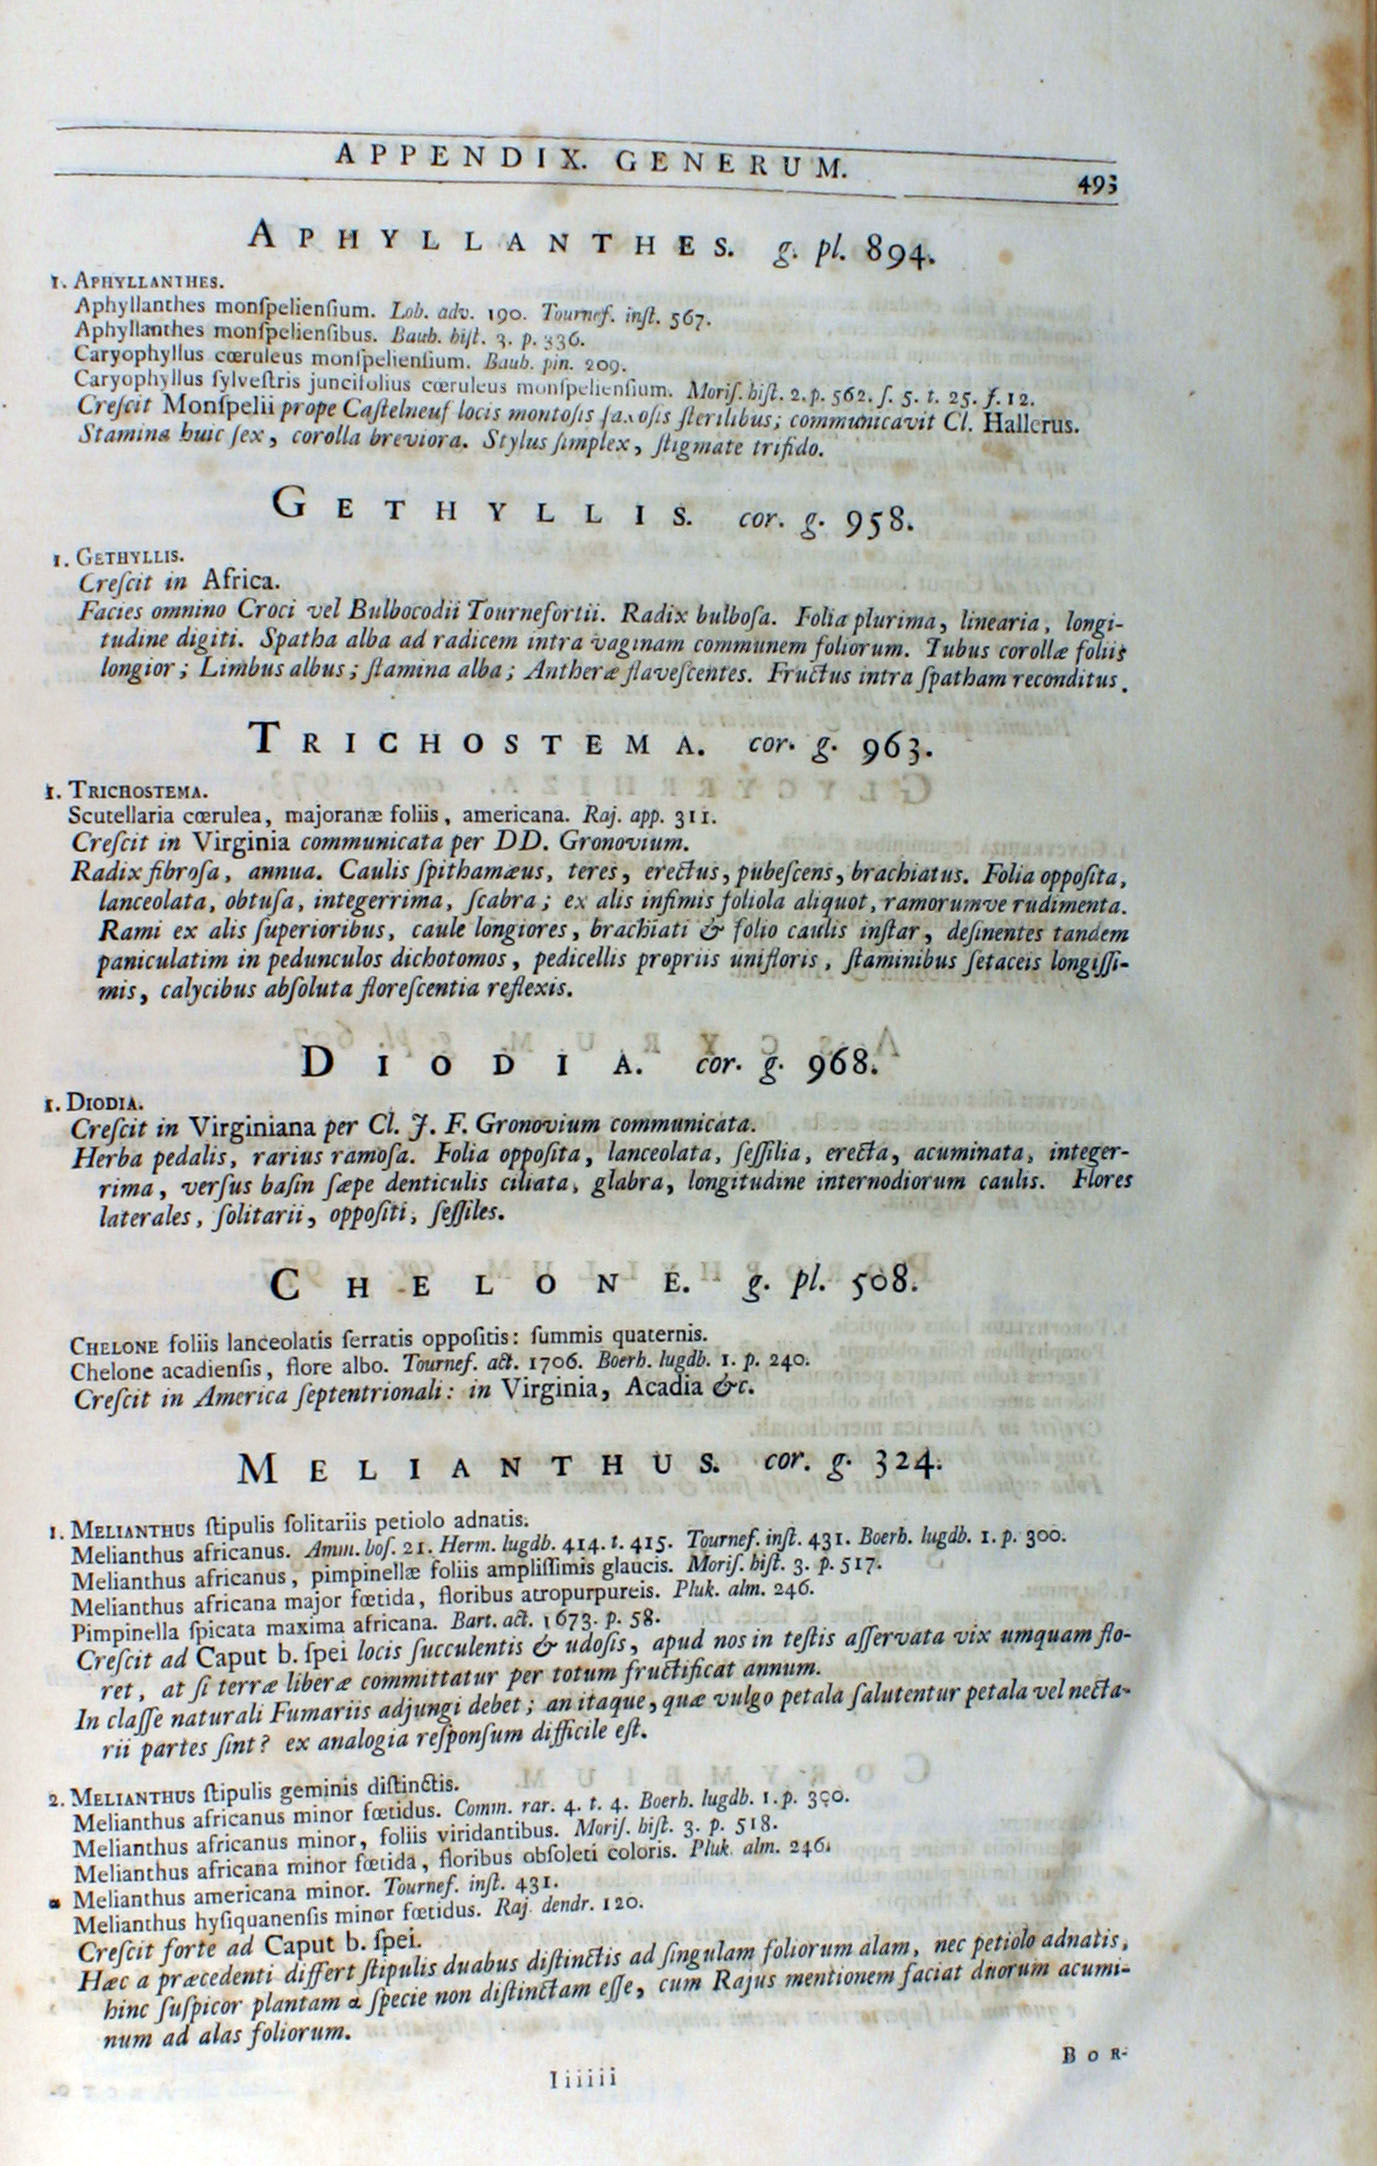 APPENDIX. GENERUM.
493
APHYLLANTHES. g. pl. 894.
1. APHYLLANTHES.
Aphyllanthes monſpelienſium. Lob. adv. 190. Tournef. inſt. 567.
Aphyllanthes monſpelienſibus. Bauh. hiſt. 3. p. 336.
Caryophyllus cœruleus monſpelienſium. Bauh. pin. 209.
Caryophyllus ſylveſtris juncifolius cœruleus monſpelienſium. Moriſ. hiſt. 2. p. 562. ſ. 5. t. 25. f. 12.
Creſcit Monſpelii prope Caſtelneuf locis montoſis ſaxoſis ſterilibus; communicavit Cl. Hallerus.
Stamina huic ſex, corolla breviora. Stylus ſimplex, ſtigmate trifido.
GETHYLLIS. cor. g. 958.
1. GETHYLLIS.
Creſcit in Africa.
Facies omnino Croci vel Bulbocodii Tournefortii. Radix bulboſa. Folia plurima, linearia, longi-
tudine digiti. Spatha alba ad radicem intra vaginam communem foliorum. Tubus corollæ foliis
longior; Limbus albus; ſtamina alba; Antheræ flaveſcentes. Fructus intra ſpatham reconditus.
TRICHOSTEMA. cor. g. 963.
1. TRICHOSTEMA.
Scutellaria cœrulea, majoranæ foliis, americana. Raj. app. 311.
Creſcit in Virginia communicata per DD. Gronovium.
Radix fibroſa, annua. Caulis ſpithamæus, teres, erectus, pubeſcens, brachiatus. Folia oppoſita,
lanceolata, obtuſa, integerrima, ſcabra; ex alis infimis foliola aliquot, ramorumve rudimenta.
Rami ex alis ſuperioribus, caule longiores, brachiati & folio caulis inſtar, deſinentes tandem
paniculatim in pedunculos dichotomos, pedicellis propriis unifloris, ſtaminibus ſetaceis longiſſi-
mis, calycibus abſoluta floreſcentia reflexis.
DIODIA. cor. g. 968.
1. DIODIA.
Creſcit in Virginiana per Cl. J. F. Gronovium communicata.
Herba pedalis, rarius ramoſa. Folia oppoſita, lanceolata, ſeſſilia, erecta, acuminata, integer-
rima, verſus baſin ſæpe denticulis ciliata, glabra, longitudine internodiorum caulis. Flores
laterales, ſolitarii, oppoſiti, ſeſſiles.
CHELONE. g. pl. 508.
CHELONE foliis lanceolatis ſerratis oppoſitis: ſummis quaternis.
Chelone acadienſis, flore albo. Tournef. act. 1706. Boerh. lugdb. 1. p. 240.
Creſcit in America ſeptentrionali: in Virginia, Acadia &c.
MELIANTHUS. cor. g. 324.
1. MELIANTHUS ſtipulis ſolitariis petiolo adnatis.
Melianthus africanus. Amm. boſ. 21. Herm. lugdb. 414. t. 415. Tournef. inſt. 431. Boerh. lugdb. 1. p. 300.
Melianthus africanus, pimpinellæ foliis ampliſſimis glaucis. Moriſ. hiſt. 3. p. 517.
Melianthus africana major fœtida, floribus atropurpureis. Pluk. alm. 246.
Pimpinella ſpicata maxima africana. Bart. act. 1673. p. 58.
Creſcit ad Caput b. ſpei locis ſucculentis & udoſis, apud nos in teſtis aſſervata vix umquam flo-
ret, at ſi terræ liberæ committatur per totum fructificat annum.
In claſſe naturali Fumariis adjungi debet; an itaque, quæ vulgo petala ſalutentur petala vel necta-
rii partes ſint? ex analogia reſponſum difficile eſt.
2. MELIANTHUS ſtipulis geminis diſtinctis.
Melianthus africanus minor fœtidus. Comm. rar. 4. t. 4. Boerh. lugdb. 1. p. 300.
Melianthus africanus minor, foliis viridantibus. Moriſ. hiſt. 3. p. 518.
Melianthus africana minor fœtida, floribus obſoleti coloris. Pluk. alm. 246.
α Melianthus americana minor. Tournef. inſt. 431.
Melianthus hyſiquanenſis minor fœtidus. Raj. dendr. 120.
Creſcit forte ad Caput b. ſpei.
Hæc a præcedenti differt ſtipulis duabus diſtinctis ad ſingulam foliorum alam, nec petiolo adnatis,
hinc ſuſpicor plantam α ſpecie non diſtinctam eſſe, cum Rajus mentionem faciat duorum acumi-
num ad alas foliorum.
Iiiiii
BOR-